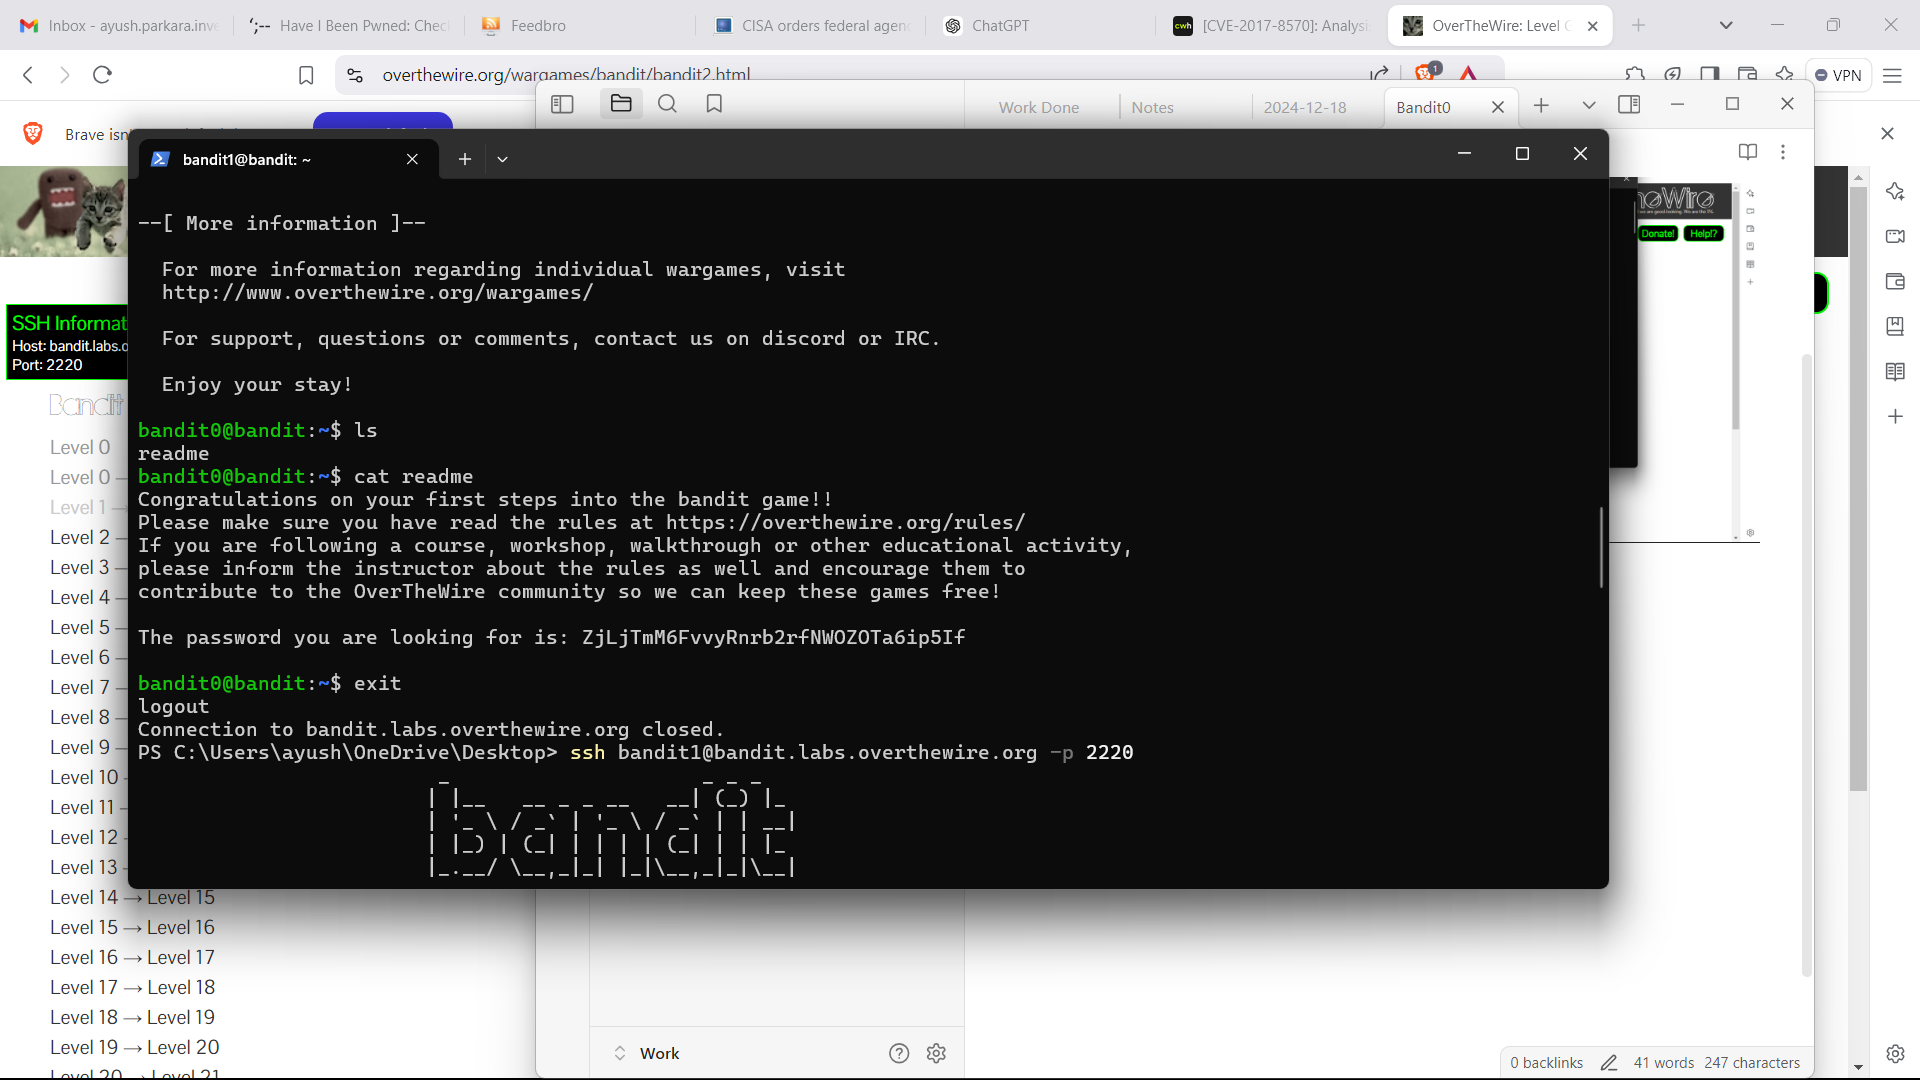 Inbox - ayush.parkara.inve
Have I Been Pwned: Chec
Feedbro
CISA orders federal agenc
ChatGPT
cwh
[CVE-2017-8570]: Analysi
OverTheWire: Level
overthewire.org/wargames/bandit/bandit2.html
1
VPN
Work Done
Notes
2024-12-18
Bandit0
Brave isn
bandit1@bandit: ~
--[ More information ]--
For more information regarding individual wargames, visit
http://www.overthewire.org/wargames/
For support, questions or comments, contact us on discord or IRC.
Enjoy your stay!
bandit0@bandit:~$ ls
readme
bandit0@bandit:~$ cat readme
Congratulations on your first steps into the bandit game!!
Please make sure you have read the rules at https://overthewire.org/rules/
If you are following a course, workshop, walkthrough or other educational activity,
please inform the instructor about the rules as well and encourage them to
contribute to the OverTheWire community so we can keep these games free!
The password you are looking for is: ZjLjTmM6FvvyRnrb2rfNWOZOTa6ip5If
bandit0@bandit:~$ exit
logout
Connection to bandit.labs.overthewire.org closed.
PS C:\Users\ayush\OneDrive\Desktop> ssh bandit1@bandit.labs.overthewire.org -p 2220
bandit
Donate!
Help!?
SSH Informat
Host: bandit.labs.o
Port: 2220
Bandit
Level 0
Level 0 —
Level 1 —
Level 2 —
Level 3 —
Level 4 —
Level 5 —
Level 6 —
Level 7 —
Level 8 —
Level 9 —
Level 10 -
Level 11 -
Level 12 -
Level 13 -
Level 14 → Level 15
Level 15 → Level 16
Level 16 → Level 17
Level 17 → Level 18
Level 18 → Level 19
Level 19 → Level 20
Level 20 → Level 21
Work
0 backlinks
41 words
247 characters